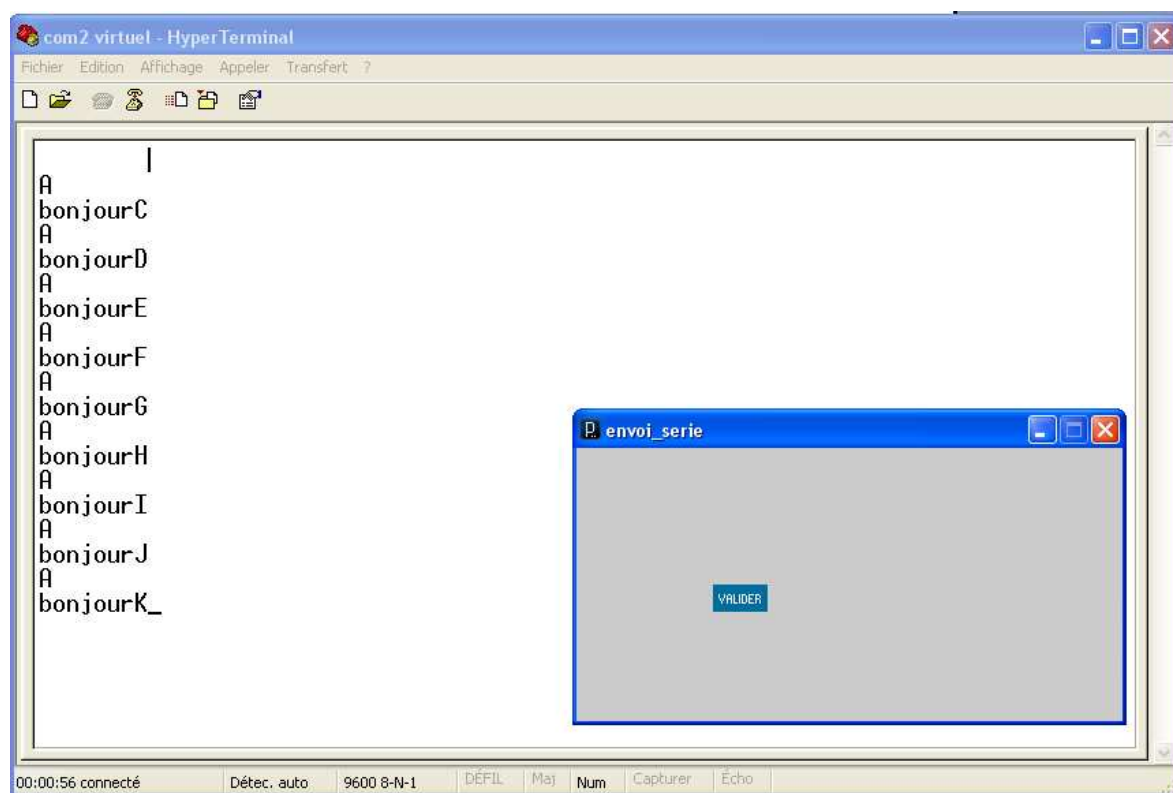 com2 virtuel - HyperTerminal
Fichier Edition Affichage Appeler Transfert ?
A
bonjourC
A
bonjourD
A
bonjourE
A
bonjourF
A
bonjourG
A
bonjourH
A
bonjourI
A
bonjourJ
A
bonjourK_
envoi_serie
VALIDER
00:00:56 connecté Détec. auto 9600 8-N-1 DÉFIL Maj Num Capturer Écho